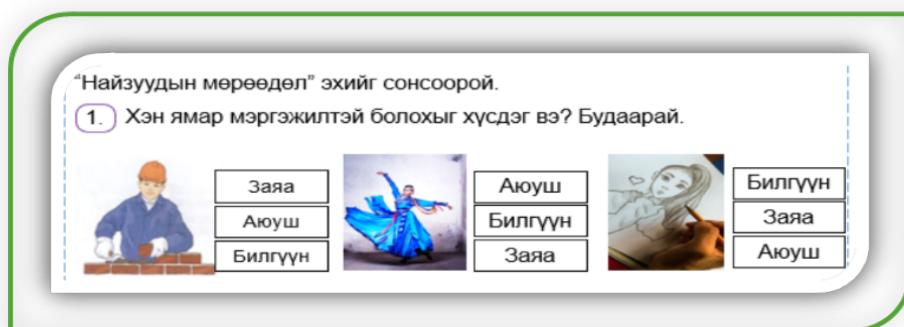 “Найзуудын мөрөөдөл” эхийг сонсоорой.
1. Хэн ямар мэргэжилтэй болохыг хүсдэг вэ? Будаарай.
Заяа
Аюуш
Билгүүн
Аюуш
Билгүүн
Заяа
Билгүүн
Заяа
Аюуш